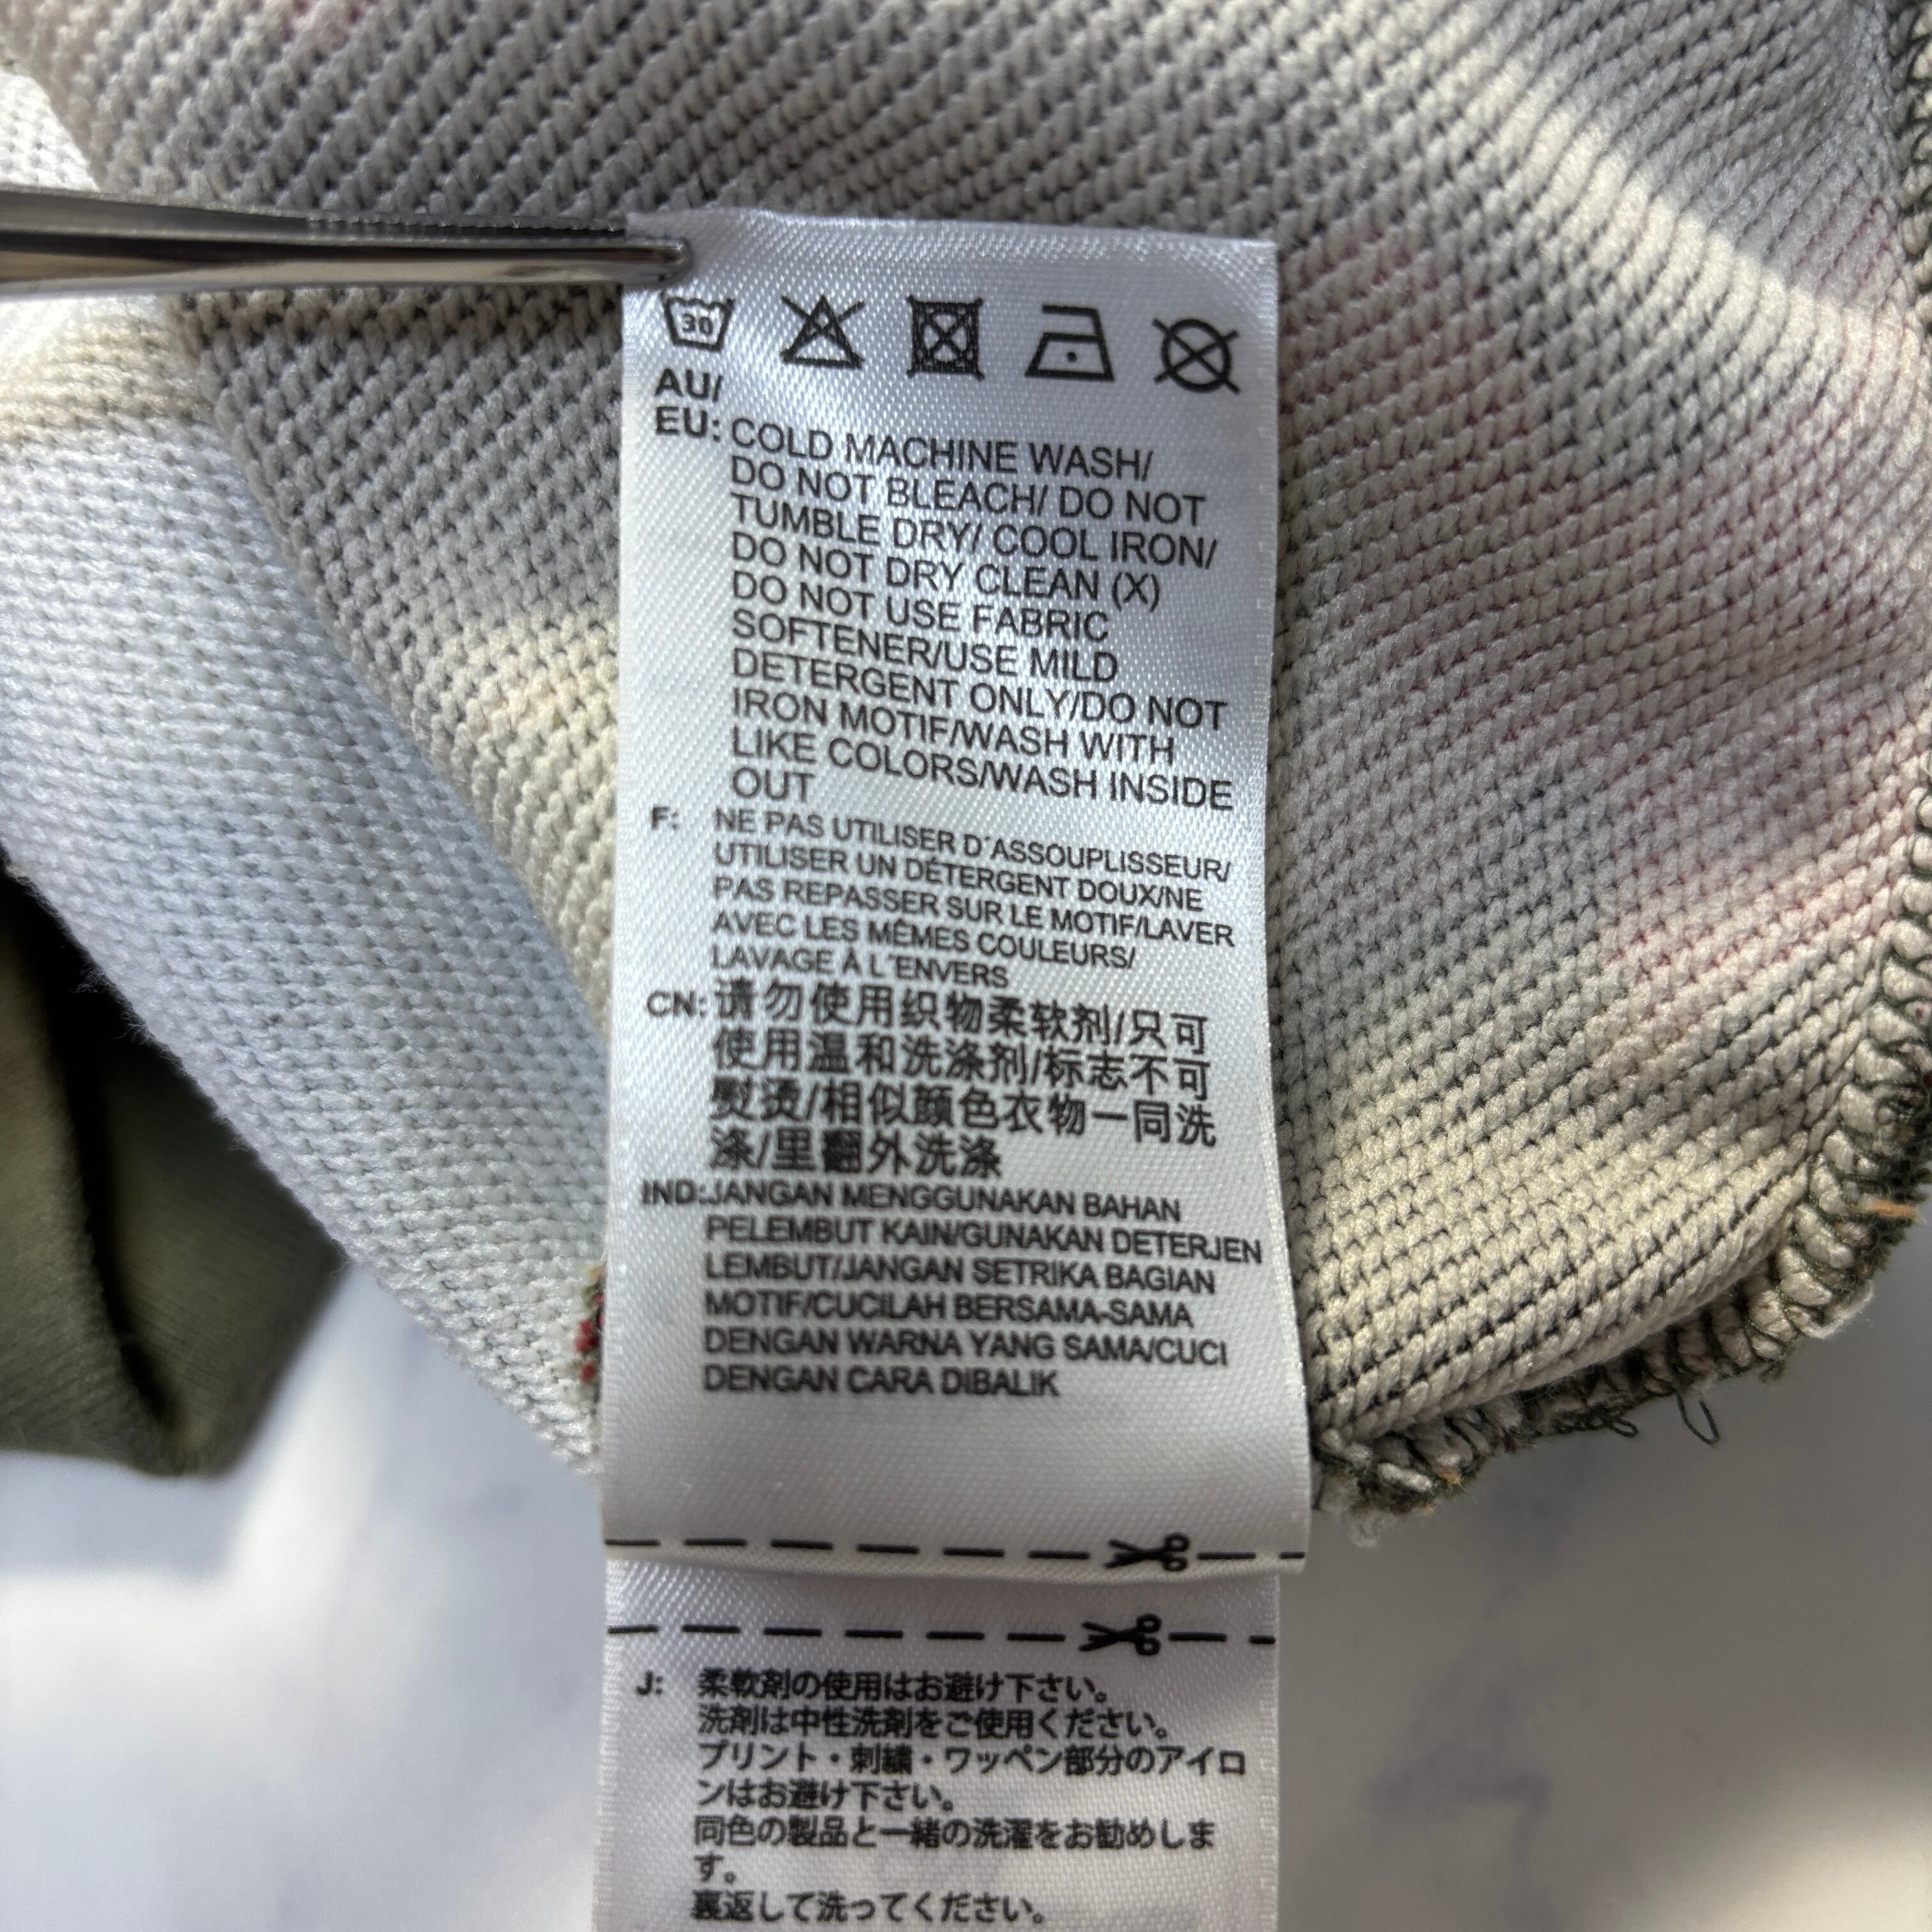 30
AU/
EU: COLD MACHINE WASH/
DO NOT BLEACH/ DO NOT
TUMBLE DRY/ COOL IRON/
DO NOT DRY CLEAN (X)
DO NOT USE FABRIC
SOFTENER/USE MILD
DETERGENT ONLY/DO NOT
IRON MOTIF/WASH WITH
LIKE COLORS/WASH INSIDE
OUT
F: NE PAS UTILISER D´ASSOUPLISSEUR/
UTILISER UN DÉTERGENT DOUX/NE
PAS REPASSER SUR LE MOTIF/LAVER
AVEC LES MÊMES COULEURS/
LAVAGE À L´ENVERS
CN: 请勿使用织物柔软剂/只可
使用温和洗涤剂/标志不可
熨烫/相似颜色衣物一同洗
涤/里翻外洗涤
IND: JANGAN MENGGUNAKAN BAHAN
PELEMBUT KAIN/GUNAKAN DETERJEN
LEMBUT/JANGAN SETRIKA BAGIAN
MOTIF/CUCILAH BERSAMA-SAMA
DENGAN WARNA YANG SAMA/CUCI
DENGAN CARA DIBALIK
J: 柔軟剤の使用はお避け下さい。
洗剤は中性洗剤をご使用ください。
プリント・刺繍・ワッペン部分のアイロ
ンはお避け下さい。
同色の製品と一緒の洗濯をお勧めしま
す。
裏返して洗ってください。